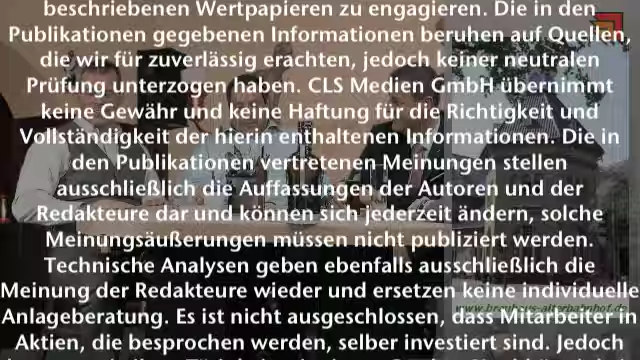 beschriebenen Wertpapieren zu engagieren. Die in den
Publikationen gegebenen Informationen beruhen auf Quellen,
die wir für zuverlässig erachten, jedoch keiner neutralen
Prüfung unterzogen haben. CLS Medien GmbH übernimmt
keine Gewähr und keine Haftung für die Richtigkeit und
Vollständigkeit der hierin enthaltenen Informationen. Die in
den Publikationen vertretenen Meinungen stellen
ausschließlich die Auffassungen der Autoren und der
Redakteure dar und können sich jederzeit ändern, solche
Meinungsäußerungen müssen nicht publiziert werden.
Technische Analysen geben ebenfalls ausschließlich die
Meinung der Redakteure wieder und ersetzen keine individuelle
www.brauhaus-alterbahnhof.de
Anlageberatung. Es ist nicht ausgeschlossen, dass Mitarbeiter in
Aktien, die besprochen werden, selber investiert sind. Jedoch